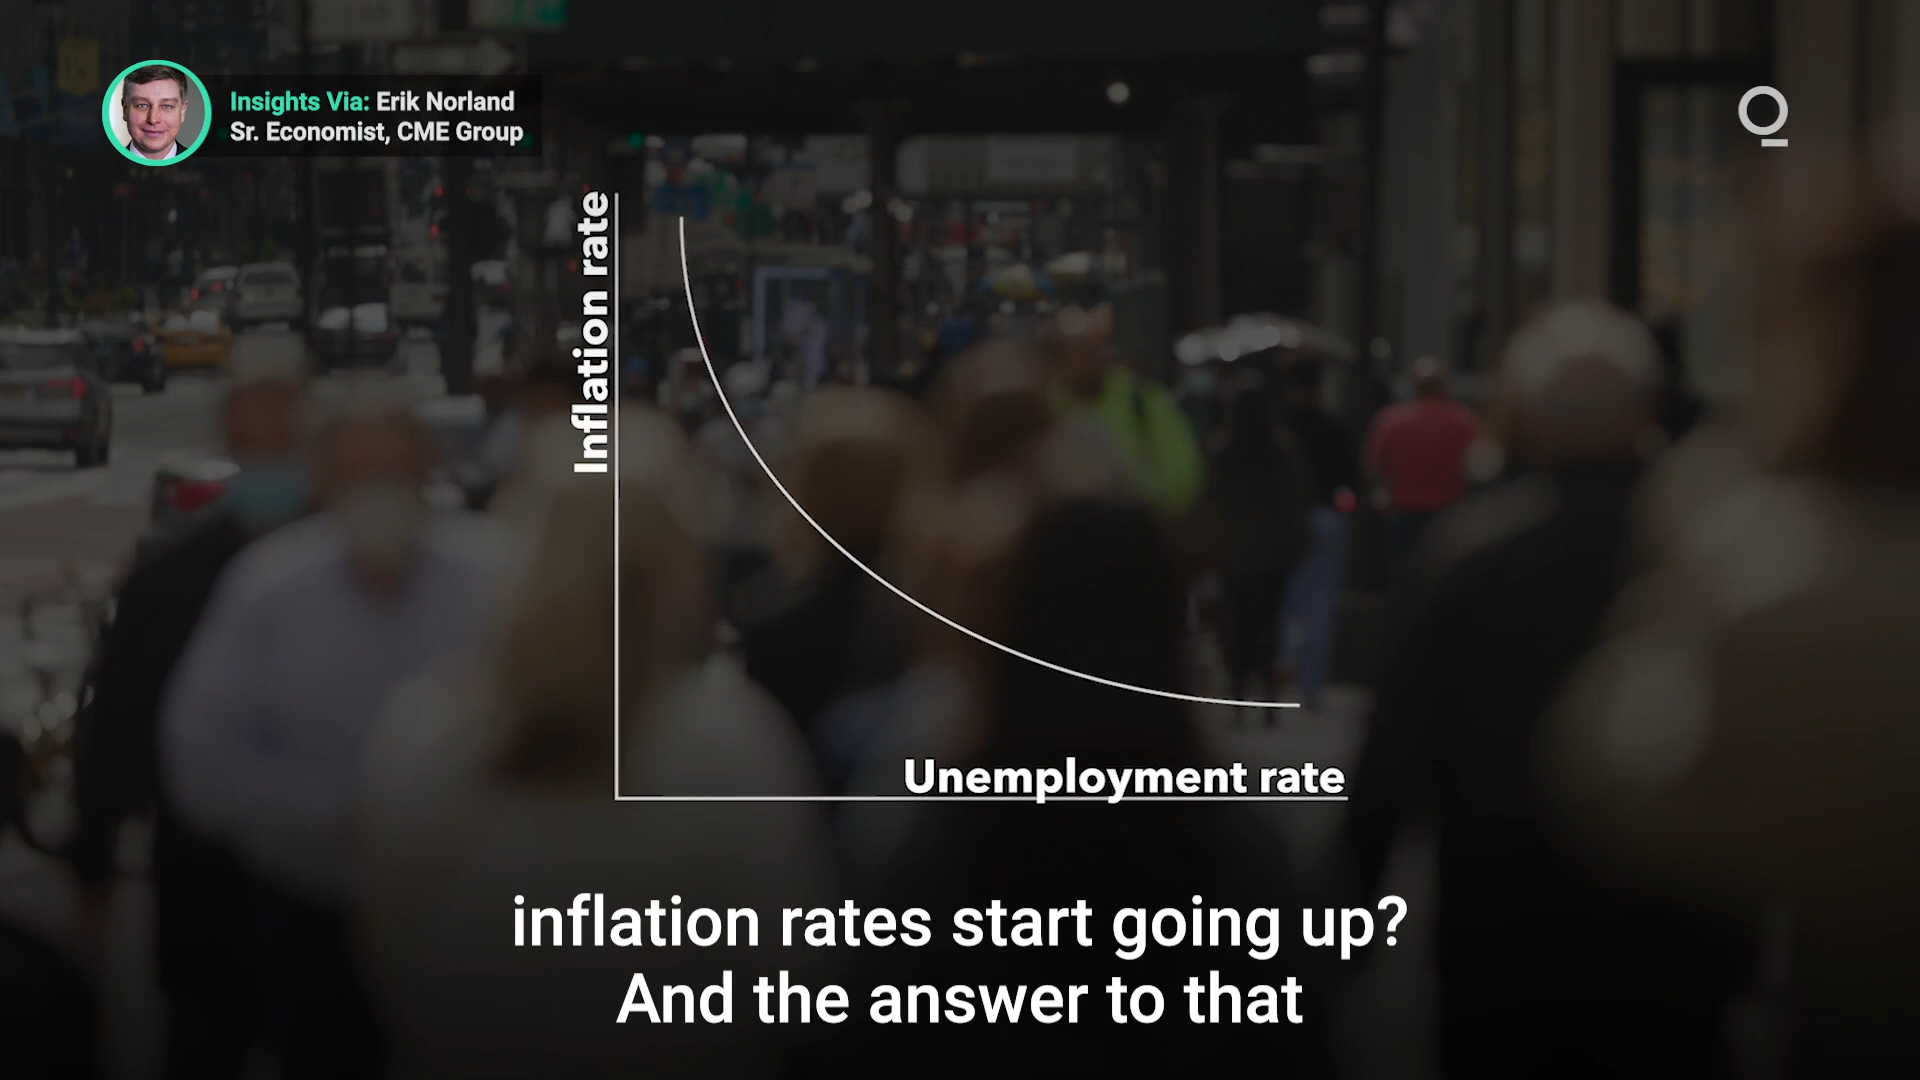 Insights Via: Erik Norland
Sr. Economist, CME Group
Inflation rate
Unemployment rate
inflation rates start going up?
And the answer to that